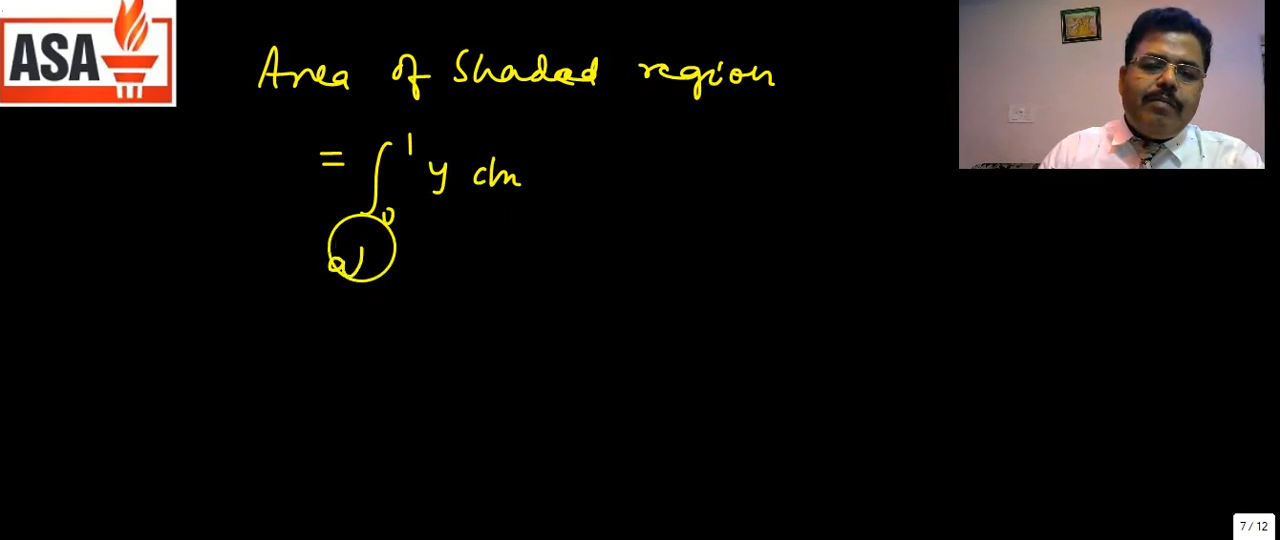 ASA
Area of Shaded region
= ∫₀¹ y dx
7 / 12